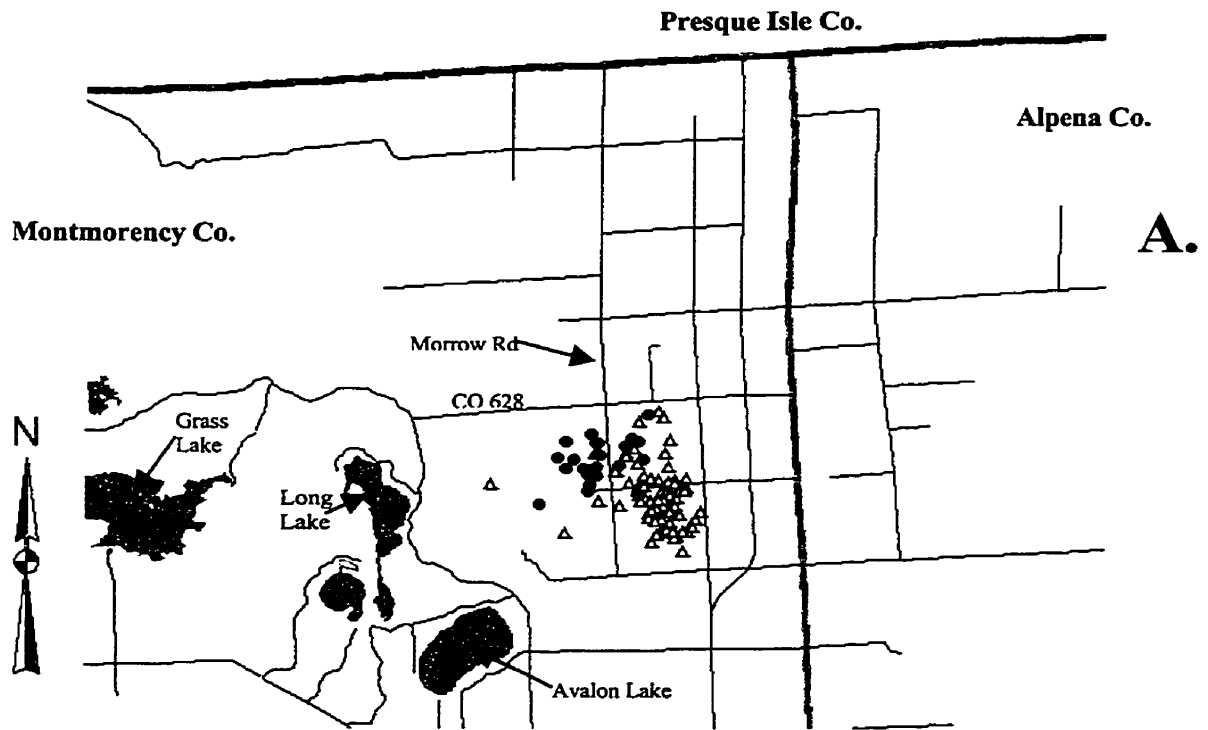 Presque Isle Co.
Alpena Co.
Montmorency Co.
A.
Morrow Rd
CO 628
N
Grass
Lake
Long
Lake
Avalon Lake